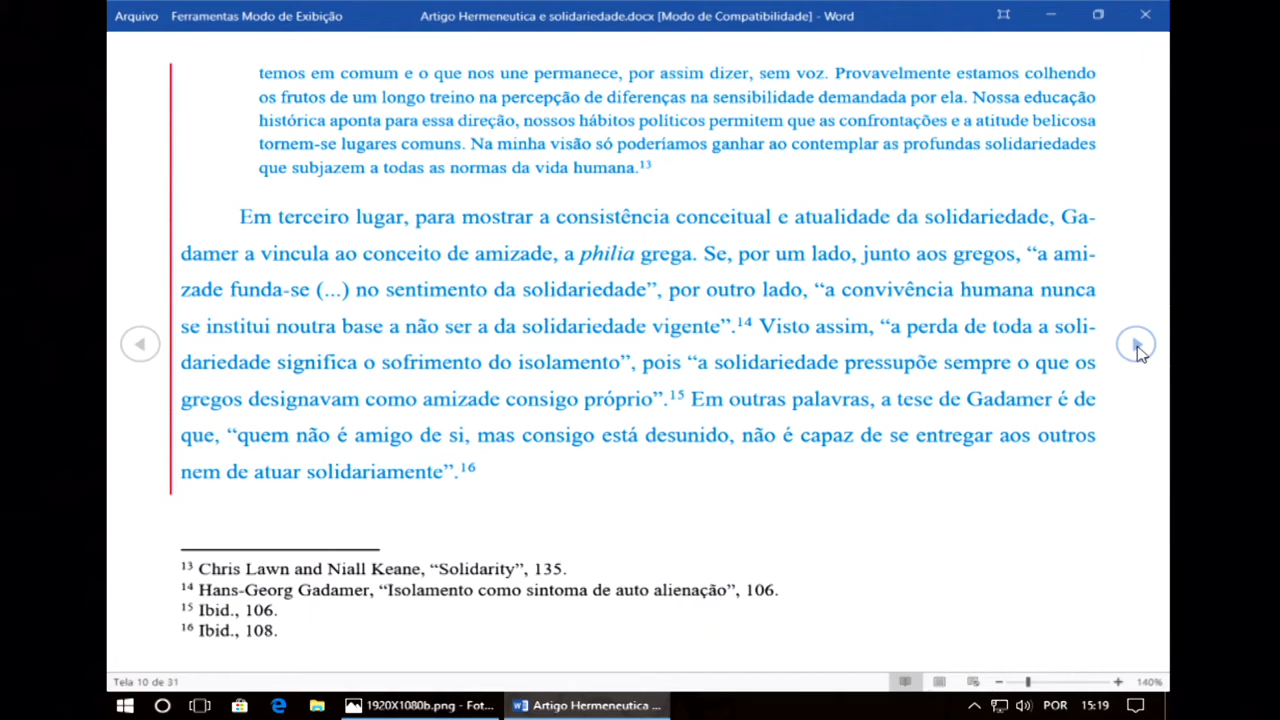 Arquivo Ferramentas Modo de Exibição Artigo Hermeneutica e solidariedade.docx [Modo de Compatibilidade] - Word
temos em comum e o que nos une permanece, por assim dizer, sem voz. Provavelmente estamos colhendo
os frutos de um longo treino na percepção de diferenças na sensibilidade demandada por ela. Nossa educação
histórica aponta para essa direção, nossos hábitos políticos permitem que as confrontações e a atitude belicosa
tornem-se lugares comuns. Na minha visão só poderíamos ganhar ao contemplar as profundas solidariedades
que subjazem a todas as normas da vida humana.13
Em terceiro lugar, para mostrar a consistência conceitual e atualidade da solidariedade, Ga-
damer a vincula ao conceito de amizade, a philia grega. Se, por um lado, junto aos gregos, “a ami-
zade funda-se (...) no sentimento da solidariedade”, por outro lado, “a convivência humana nunca
se institui noutra base a não ser a da solidariedade vigente”.14 Visto assim, “a perda de toda a soli-
dariedade significa o sofrimento do isolamento”, pois “a solidariedade pressupõe sempre o que os
gregos designavam como amizade consigo próprio”.15 Em outras palavras, a tese de Gadamer é de
que, “quem não é amigo de si, mas consigo está desunido, não é capaz de se entregar aos outros
nem de atuar solidariamente”.16
13 Chris Lawn and Niall Keane, “Solidarity”, 135.
14 Hans-Georg Gadamer, “Isolamento como sintoma de auto alienação”, 106.
15 Ibid., 106.
16 Ibid., 108.
Tela 10 de 31 140%
1920X1080b.png - Fot... Artigo Hermeneutica ... POR 15:19